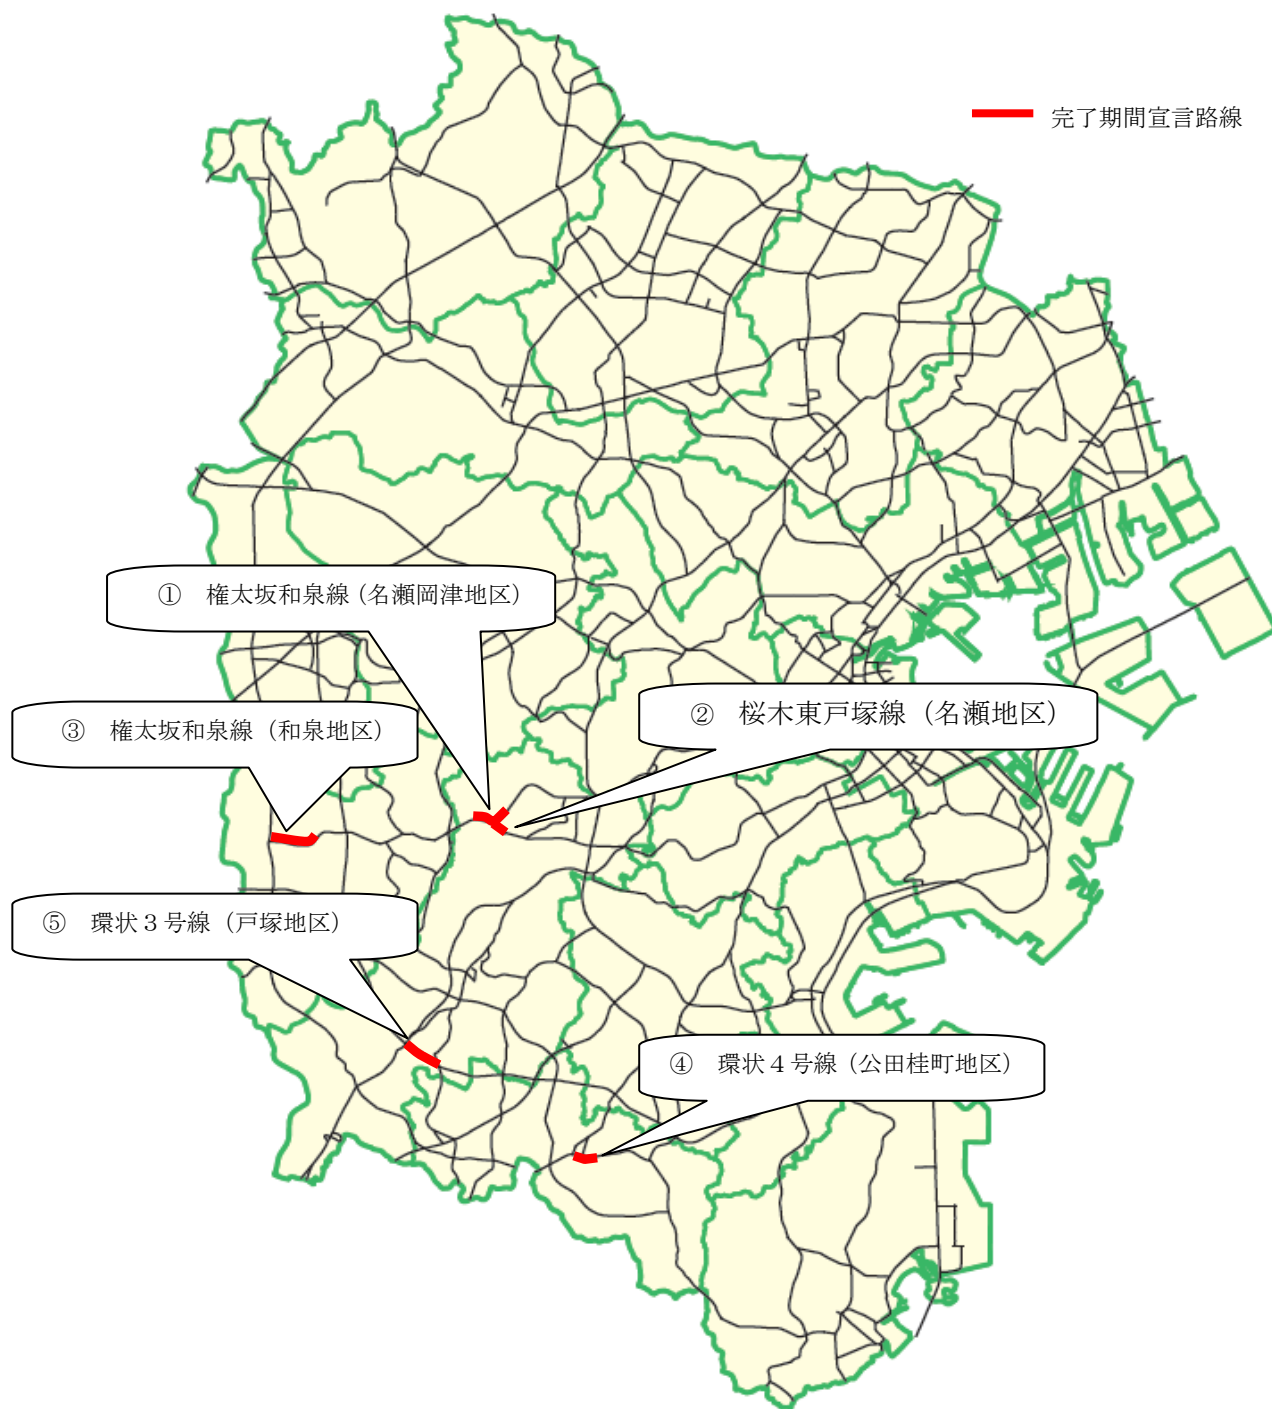 完了期間宣言路線
① 権太坂和泉線（名瀬岡津地区）
② 桜木東戸塚線（名瀬地区）
③ 権太坂和泉線（和泉地区）
⑤ 環状３号線（戸塚地区）
④ 環状４号線（公田桂町地区）